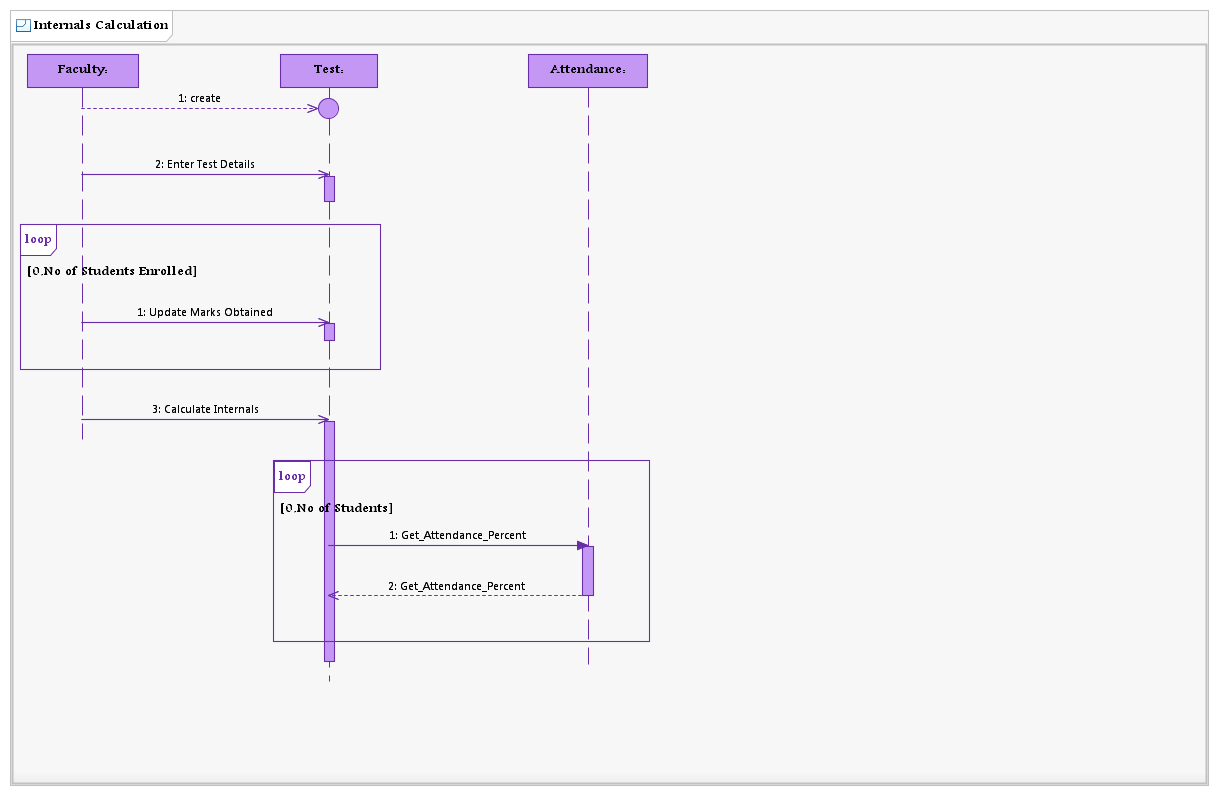 Internals Calculation
Faculty:
Test:
Attendance:
1: create
2: Enter Test Details
loop
[0.No of Students Enrolled]
1: Update Marks Obtained
3: Calculate Internals
loop
[0.No of Students]
1: Get_Attendance_Percent
2: Get_Attendance_Percent